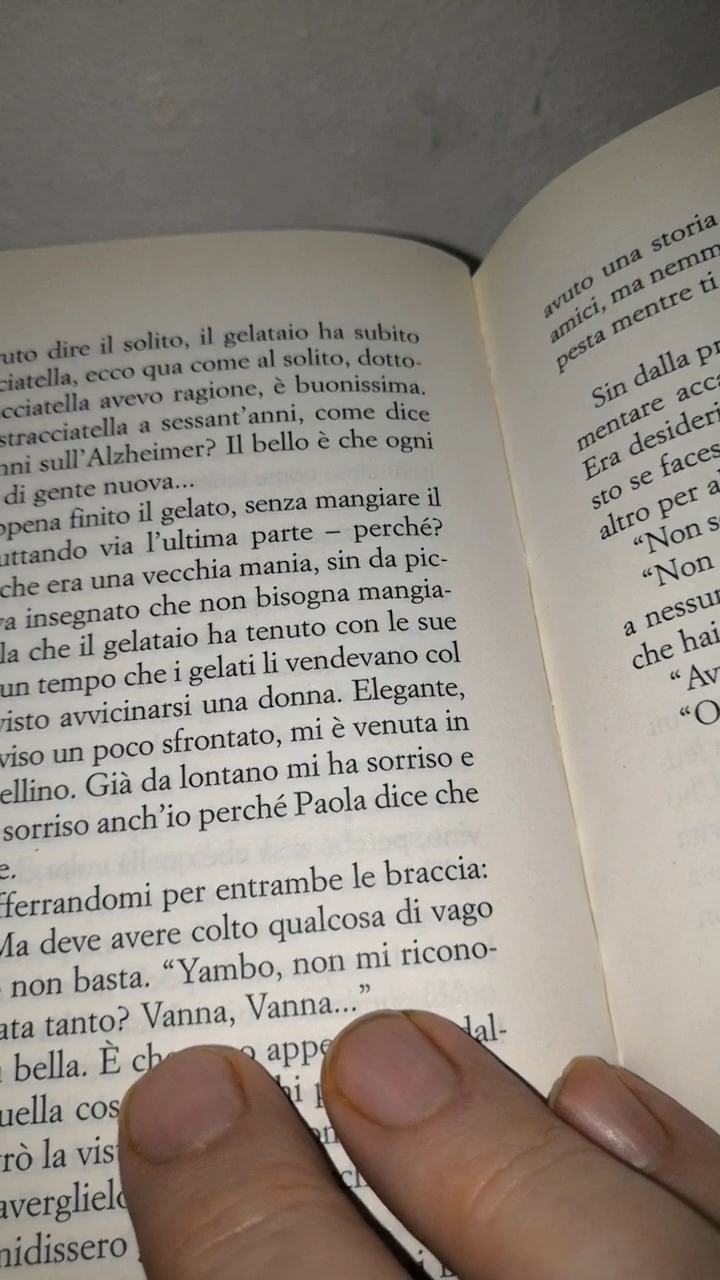 uto dire il solito, il gelataio ha subito
ciatella, ecco qua come al solito, dotto-
cciatella avevo ragione, è buonissima.
stracciatella a sessant'anni, come dice
nni sull'Alzheimer? Il bello è che ogni
di gente nuova...
ppena finito il gelato, senza mangiare il
uttando via l'ultima parte – perché?
che era una vecchia mania, sin da pic-
va insegnato che non bisogna mangia-
la che il gelataio ha tenuto con le sue
un tempo che i gelati li vendevano col
visto avvicinarsi una donna. Elegante,
viso un poco sfrontato, mi è venuta in
ellino. Già da lontano mi ha sorriso e
sorriso anch'io perché Paola dice che
e.
fferrandomi per entrambe le braccia:
Ma deve avere colto qualcosa di vago
non basta. “Yambo, non mi ricono-
ata tanto? Vanna, Vanna...”
bella. È appe dal-
uella cos
rò la vis
averglielo
nidissero
avuto una storia
amici, ma nemm
pesta mentre ti
Sin dalla pr
mentare acca
Era desideri
sto se faces
altro per a
“Non s
“Non
a nessun
che hai
“Av
“O